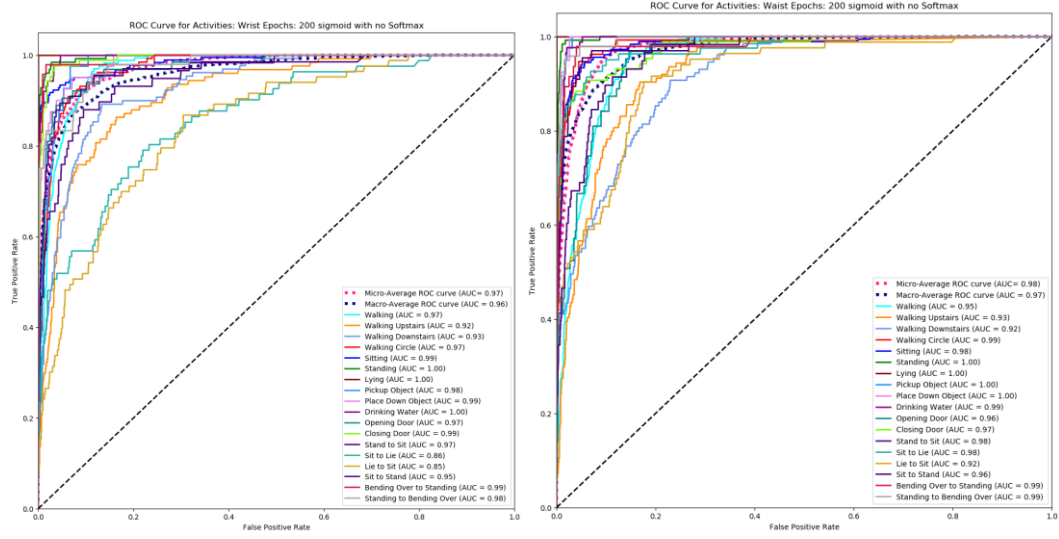 ROC Curve for Activities: Wrist Epochs: 200 sigmoid with no Softmax
1.0
0.8
0.6
0.4
0.2
0.0
True Positive Rate
Micro-Average ROC curve (AUC= 0.97)
Macro-Average ROC curve (AUC = 0.96)
Walking (AUC = 0.97)
Walking Upstairs (AUC = 0.92)
Walking Downstairs (AUC = 0.93)
Walking Circle (AUC = 0.97)
Sitting (AUC = 0.99)
Standing (AUC = 1.00)
Lying (AUC = 1.00)
Pickup Object (AUC = 0.98)
Place Down Object (AUC = 0.99)
Drinking Water (AUC = 1.00)
Opening Door (AUC = 0.97)
Closing Door (AUC = 0.99)
Stand to Sit (AUC = 0.97)
Sit to Lie (AUC = 0.86)
Lie to Sit (AUC = 0.85)
Sit to Stand (AUC = 0.95)
Bending Over to Standing (AUC = 0.99)
Standing to Bending Over (AUC = 0.98)
0.0 0.2 0.4 0.6 0.8 1.0
False Positive Rate
ROC Curve for Activities: Waist Epochs: 200 sigmoid with no Softmax
1.0
0.8
0.6
0.4
0.2
0.0
True Positive Rate
Micro-Average ROC curve (AUC= 0.98)
Macro-Average ROC curve (AUC = 0.97)
Walking (AUC = 0.95)
Walking Upstairs (AUC = 0.93)
Walking Downstairs (AUC = 0.92)
Walking Circle (AUC = 0.99)
Sitting (AUC = 0.98)
Standing (AUC = 1.00)
Lying (AUC = 1.00)
Pickup Object (AUC = 1.00)
Place Down Object (AUC = 1.00)
Drinking Water (AUC = 0.99)
Opening Door (AUC = 0.96)
Closing Door (AUC = 0.97)
Stand to Sit (AUC = 0.98)
Sit to Lie (AUC = 0.98)
Lie to Sit (AUC = 0.92)
Sit to Stand (AUC = 0.96)
Bending Over to Standing (AUC = 0.99)
Standing to Bending Over (AUC = 0.99)
0.0 0.2 0.4 0.6 0.8 1.0
False Positive Rate